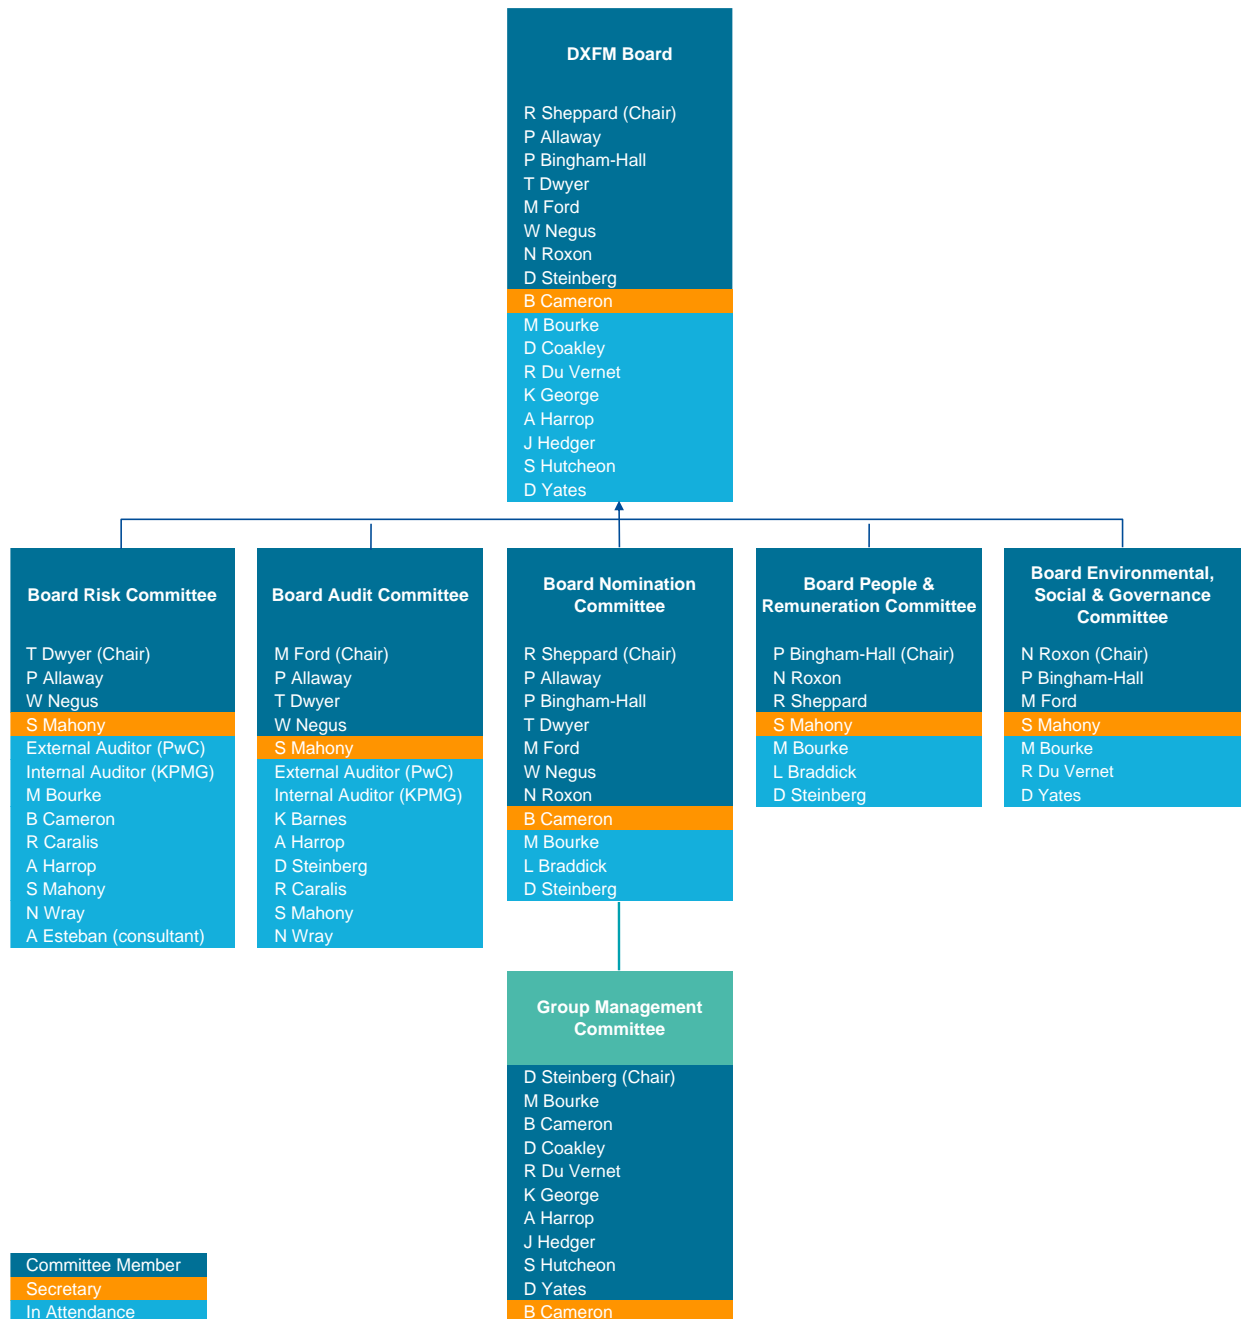 DXFM Board
R Sheppard (Chair)
P Allaway
P Bingham-Hall
T Dwyer
M Ford
W Negus
N Roxon
D Steinberg
B Cameron
M Bourke
D Coakley
R Du Vernet
K George
A Harrop
J Hedger
S Hutcheon
D Yates
Board Risk Committee
T Dwyer (Chair)
P Allaway
W Negus
S Mahony
External Auditor (PwC)
Internal Auditor (KPMG)
M Bourke
B Cameron
R Caralis
A Harrop
S Mahony
N Wray
A Esteban (consultant)
Board Audit Committee
M Ford (Chair)
P Allaway
T Dwyer
W Negus
S Mahony
External Auditor (PwC)
Internal Auditor (KPMG)
K Barnes
A Harrop
D Steinberg
R Caralis
S Mahony
N Wray
Board Nomination
Committee
R Sheppard (Chair)
P Allaway
P Bingham-Hall
T Dwyer
M Ford
W Negus
N Roxon
B Cameron
M Bourke
L Braddick
D Steinberg
Board People &
Remuneration Committee
P Bingham-Hall (Chair)
N Roxon
R Sheppard
S Mahony
M Bourke
L Braddick
D Steinberg
Board Environmental,
Social & Governance
Committee
N Roxon (Chair)
P Bingham-Hall
M Ford
S Mahony
M Bourke
R Du Vernet
D Yates
Group Management
Committee
D Steinberg (Chair)
M Bourke
B Cameron
D Coakley
R Du Vernet
K George
A Harrop
J Hedger
S Hutcheon
D Yates
B Cameron
Committee Member
Secretary
In Attendance